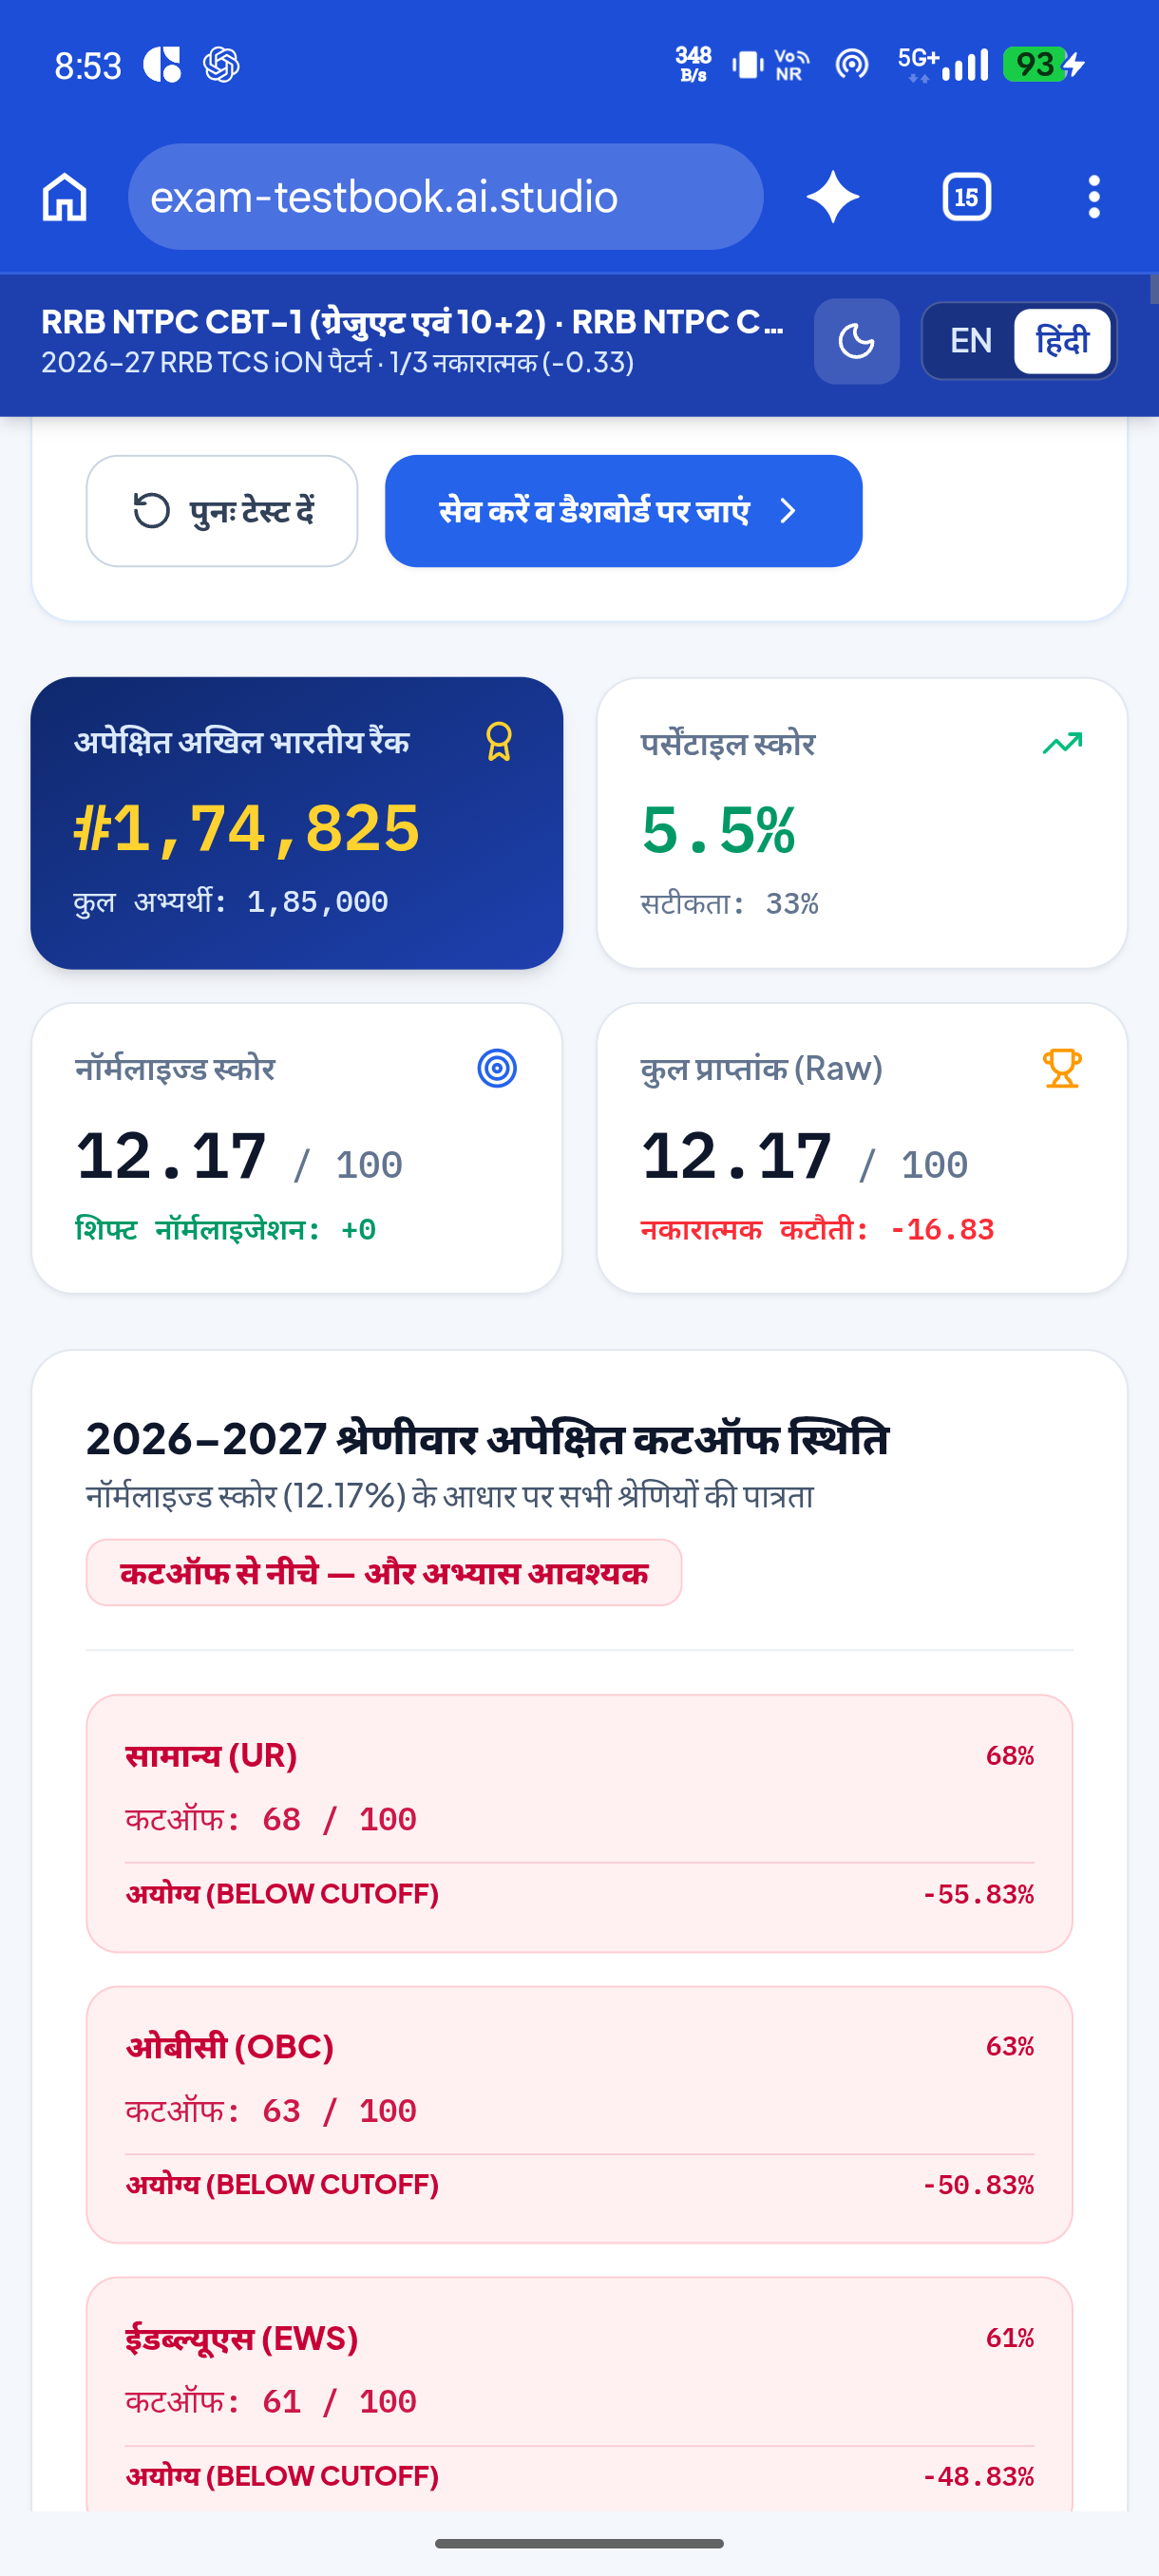 8:53
348 B/s
Vo NR
5G+
93
exam-testbook.ai.studio
15
RRB NTPC CBT-1 (ग्रेजुएट एवं 10+2) · RRB NTPC C...
2026-27 RRB TCS iON पैटर्न · 1/3 नकारात्मक (-0.33)
EN
हिंदी
पुनः टेस्ट दें
सेव करें व डैशबोर्ड पर जाएं
अपेक्षित अखिल भारतीय रैंक
#1,74,825
कुल अभ्यर्थी: 1,85,000
पर्सेंटाइल स्कोर
5.5%
सटीकता: 33%
नॉर्मलाइज्ड स्कोर
12.17 / 100
शिफ्ट नॉर्मलाइजेशन: +0
कुल प्राप्तांक (Raw)
12.17 / 100
नकारात्मक कटौती: -16.83
2026-2027 श्रेणीवार अपेक्षित कटऑफ स्थिति
नॉर्मलाइज्ड स्कोर (12.17%) के आधार पर सभी श्रेणियों की पात्रता
कटऑफ से नीचे — और अभ्यास आवश्यक
सामान्य (UR) 68%
कटऑफ: 68 / 100
अयोग्य (BELOW CUTOFF) -55.83%
ओबीसी (OBC) 63%
कटऑफ: 63 / 100
अयोग्य (BELOW CUTOFF) -50.83%
ईडब्ल्यूएस (EWS) 61%
कटऑफ: 61 / 100
अयोग्य (BELOW CUTOFF) -48.83%